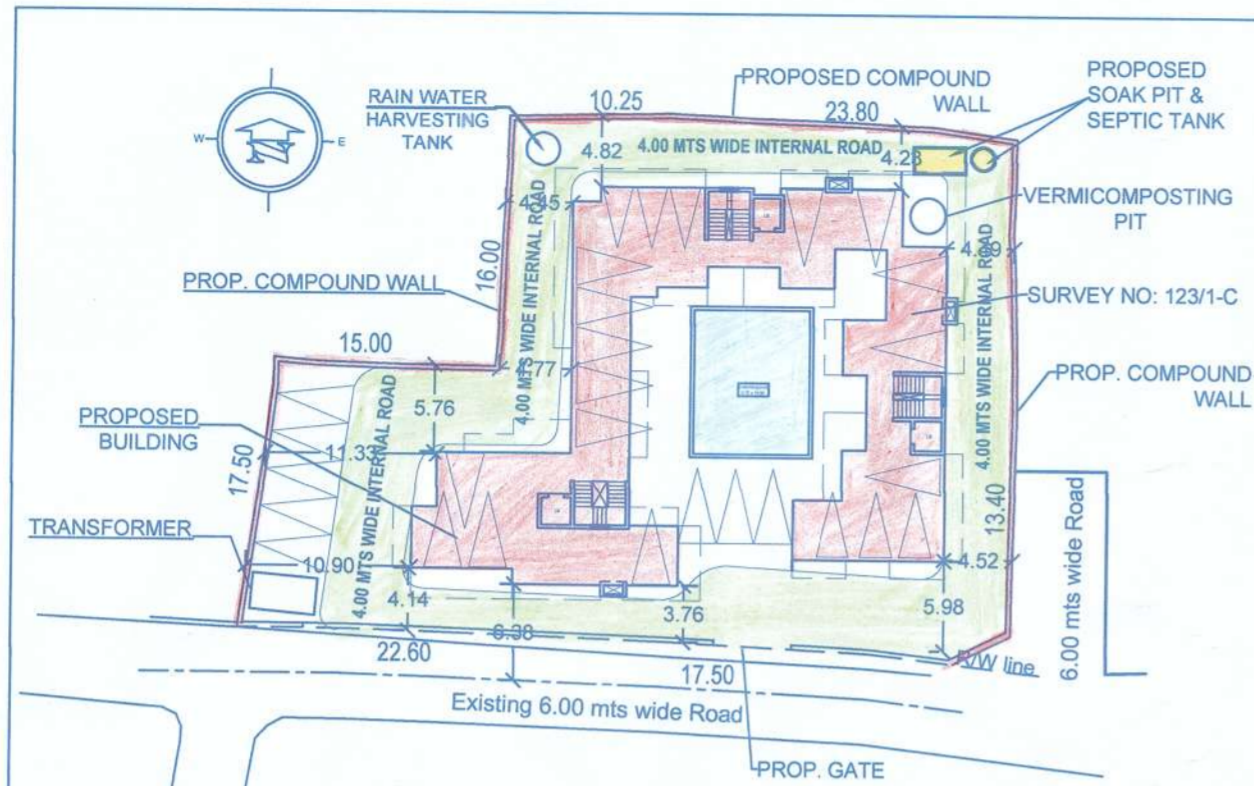 PROPOSED COMPOUND
WALL
PROPOSED
SOAK PIT &
SEPTIC TANK
RAIN WATER
HARVESTING
TANK
10.25
23.80
W
E
N
4.82
4.00 MTS WIDE INTERNAL ROAD
4.23
VERMICOMPOSTING
PIT
16.00
4.00 MTS WIDE INTERNAL ROAD
PROP. COMPOUND WALL
SURVEY NO: 123/1-C
4.00 MTS WIDE INTERNAL ROAD
15.00
4.77
PROP. COMPOUND
WALL
5.76
PROPOSED
BUILDING
17.50
4.00 MTS WIDE INTERNAL ROAD
13.40
TRANSFORMER
10.90
4.52
4.14
3.76
5.98
6.00 mts wide Road
22.60
17.50
R/W line
Existing 6.00 mts wide Road
PROP. GATE